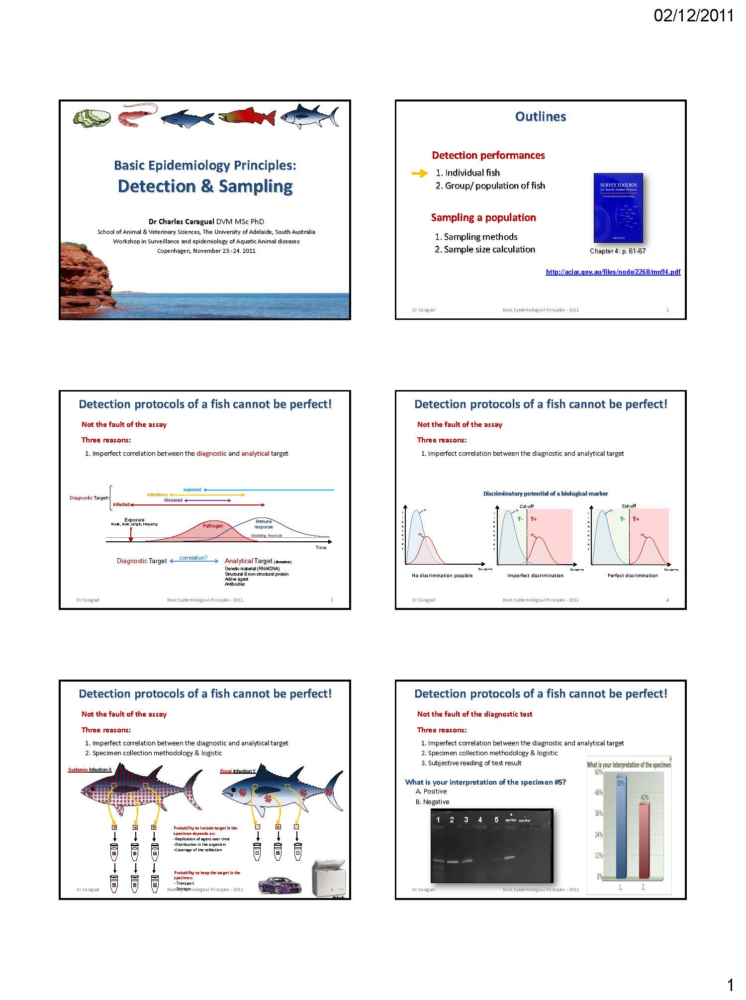 02/12/2011
Basic Epidemiology Principles:
Detection & Sampling
Dr Charles Caraguel DVM MSc PhD
School of Animal & Veterinary Sciences, The University of Adelaide, South Australia
Workshop in Surveillance and epidemiology of Aquatic Animal diseases
Copenhagen, November 23.-24. 2011
Outlines
Detection performances
1. Individual fish
2. Group/ population of fish
Sampling a population
1. Sampling methods
2. Sample size calculation
SURVEY TOOLBOX
for Aquatic Animal Diseases
A Practical Manual and Software Package
Chapter 4: p. 61-67
http://aciar.gov.au/files/node/2268/mn94.pdf
Dr Caraguel
Basic Epidemiological Principles - 2011
2
Detection protocols of a fish cannot be perfect!
Not the fault of the assay
Three reasons:
1. Imperfect correlation between the diagnostic and analytical target
Diagnostic Target
exposed
infectious
diseased
infected
Exposure
Route, Dose, Length, Frequency
Pathogen
Immune
response
Shedding threshold
Time
Diagnostic Target
correlation?
Analytical Target (Biomarker)
Genetic material (RNA/DNA)
Structural & non-structural protein
Active agent
Antibodies
Dr Caraguel
Basic Epidemiological Principles - 2011
3
Detection protocols of a fish cannot be perfect!
Not the fault of the assay
Three reasons:
1. Imperfect correlation between the diagnostic and analytical target
Discriminatory potential of a biological marker
D-
D+
Outcome
No discrimination possible
Cut-off
D-
T-
T+
D+
Outcome
Imperfect discrimination
Cut-off
D-
T-
T+
D+
Outcome
Perfect discrimination
Dr Caraguel
Basic Epidemiological Principles - 2011
4
Detection protocols of a fish cannot be perfect!
Not the fault of the assay
Three reasons:
1. Imperfect correlation between the diagnostic and analytical target
2. Specimen collection methodology & logistic
Systemic Infection X
Focal Infection Y
Probability to include target in the
specimen depends on:
-Replication of agent over time
-Distribution in the organism
-Coverage of the collection
Probability to keep the target in the
specimen:
- Transport
- Storage
Dr Caraguel
Basic Epidemiological Principles - 2011
5
Detection protocols of a fish cannot be perfect!
Not the fault of the diagnostic test
Three reasons:
1. Imperfect correlation between the diagnostic and analytical target
2. Specimen collection methodology & logistic
3. Subjective reading of test result
What is your interpretation of the specimen #5?
A. Positive
B. Negative
1 2 3 4 5 + control - control
What is your interpretation of the specimen
60%
48%
36%
24%
12%
0%
58%
42%
1.
2.
Dr Caraguel
Basic Epidemiological Principles - 2011
1